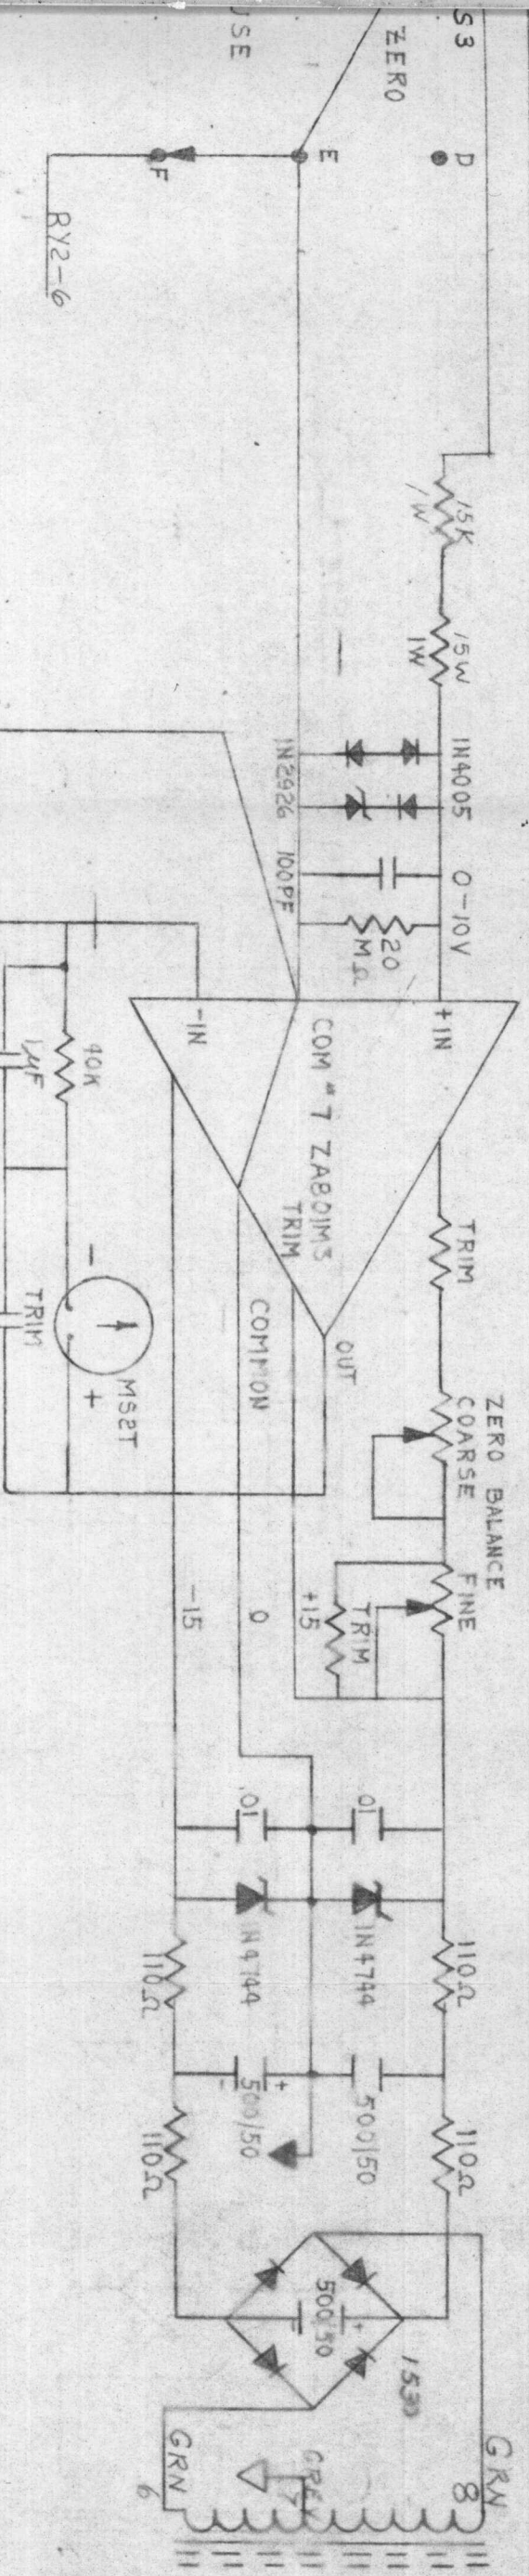 S3
ZERO
USE
D
E
F
RY2-6
15K
1W
15W
1W
1N4005
1N2926
0-10V
100PF
20
MΩ
+IN
-IN
COM #7 ZA801M3
TRIM
1µF
TRIM
OUT
COMMON
-
+
MS2T
TRIM
ZERO BALANCE
COARSE
FINE
TRIM
+15
0
-15
.01
.01
1N4744
1N4744
110Ω
110Ω
500/50
+
500/50
-
110Ω
110Ω
+
500/50
GRN
8
GREY
7
GRN
6